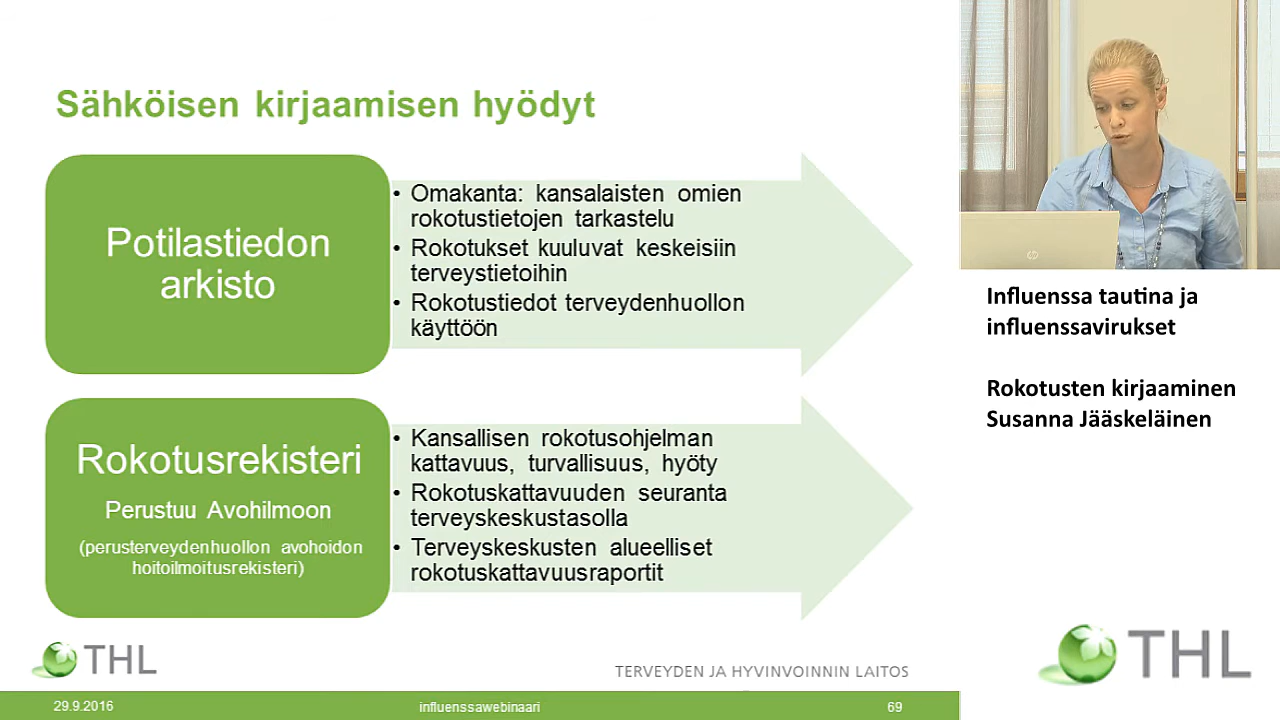 Sähköisen kirjaamisen hyödyt
Potilastiedon
arkisto
• Omakanta: kansalaisten omien
rokotustietojen tarkastelu
• Rokotukset kuuluvat keskeisiin
terveystietoihin
• Rokotustiedot terveydenhuollon
käyttöön
Rokotusrekisteri
Perustuu Avohilmoon
(perusterveydenhuollon avohoidon
hoitoilmoitusrekisteri)
• Kansallisen rokotusohjelman
kattavuus, turvallisuus, hyöty
• Rokotuskattavuuden seuranta
terveyskeskustasolla
• Terveyskeskusten alueelliset
rokotuskattavuusraportit
THL
TERVEYDEN JA HYVINVOINNIN LAITOS
29.9.2016
influenssawebinaari
69
hp
Influenssa tautina ja
influenssavirukset
Rokotusten kirjaaminen
Susanna Jääskeläinen
THL